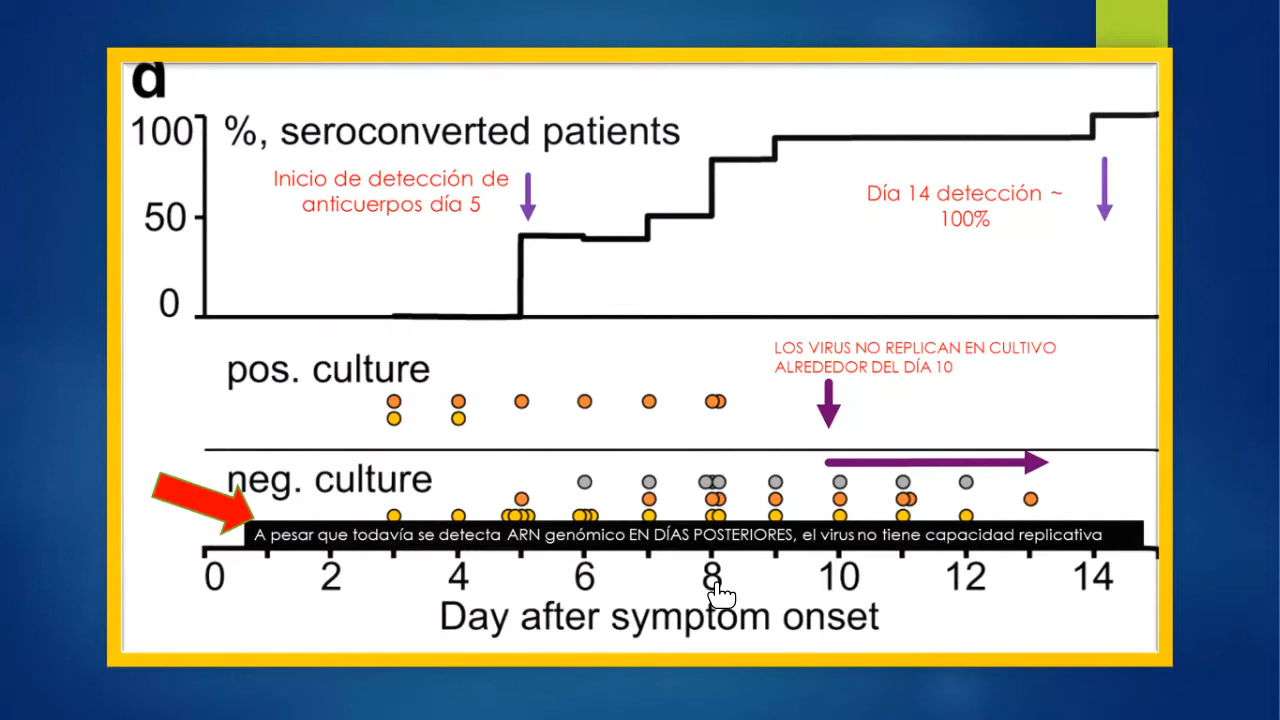 d
100
%, seroconverted patients
Inicio de detección de
anticuerpos día 5
Día 14 detección ~
100%
50
0
LOS VIRUS NO REPLICAN EN CULTIVO
ALREDEDOR DEL DÍA 10
pos. culture
neg. culture
A pesar que todavía se detecta ARN genómico EN DÍAS POSTERIORES, el virus no tiene capacidad replicativa
0 2 4 6 8 10 12 14
Day after symptom onset